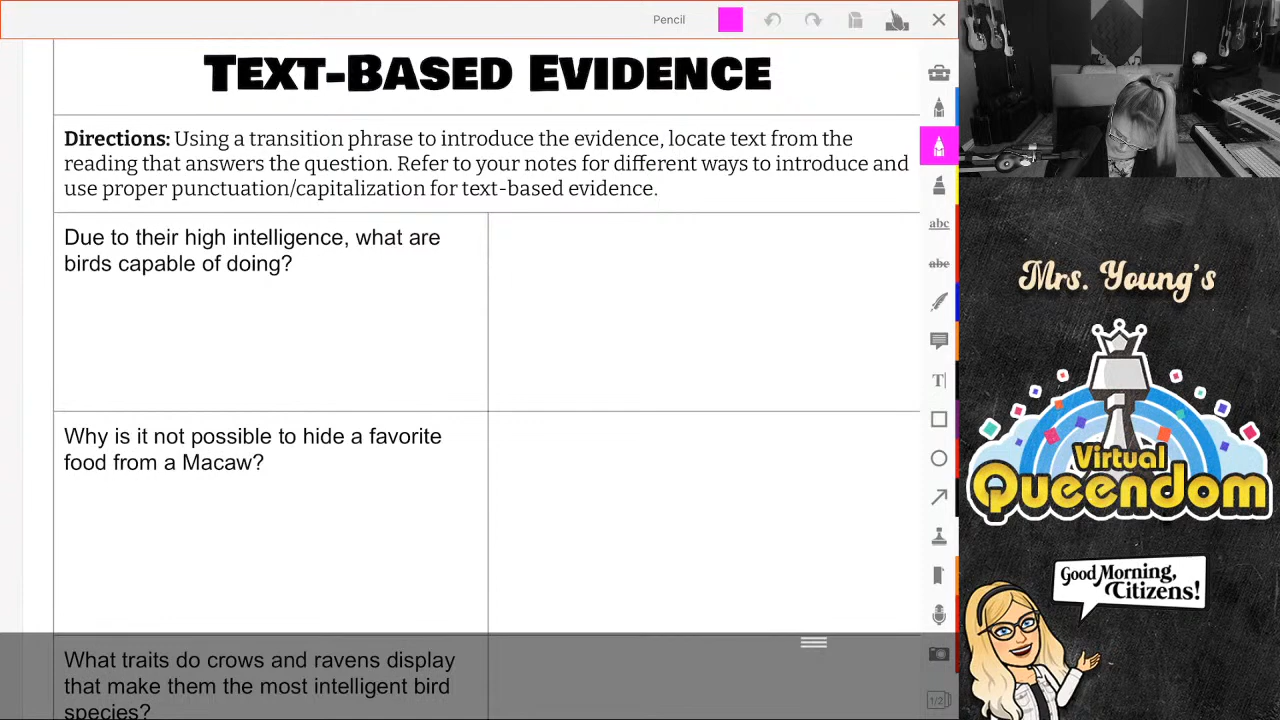 Pencil
TEXT-BASED EVIDENCE
Directions: Using a transition phrase to introduce the evidence, locate text from the
reading that answers the question. Refer to your notes for different ways to introduce and
use proper punctuation/capitalization for text-based evidence.
Due to their high intelligence, what are
birds capable of doing?
Why is it not possible to hide a favorite
food from a Macaw?
What traits do crows and ravens display
that make them the most intelligent bird
species?
abc
abc
T
1/2
Mrs. Young's
Virtual
Queendom
Good Morning,
Citizens!